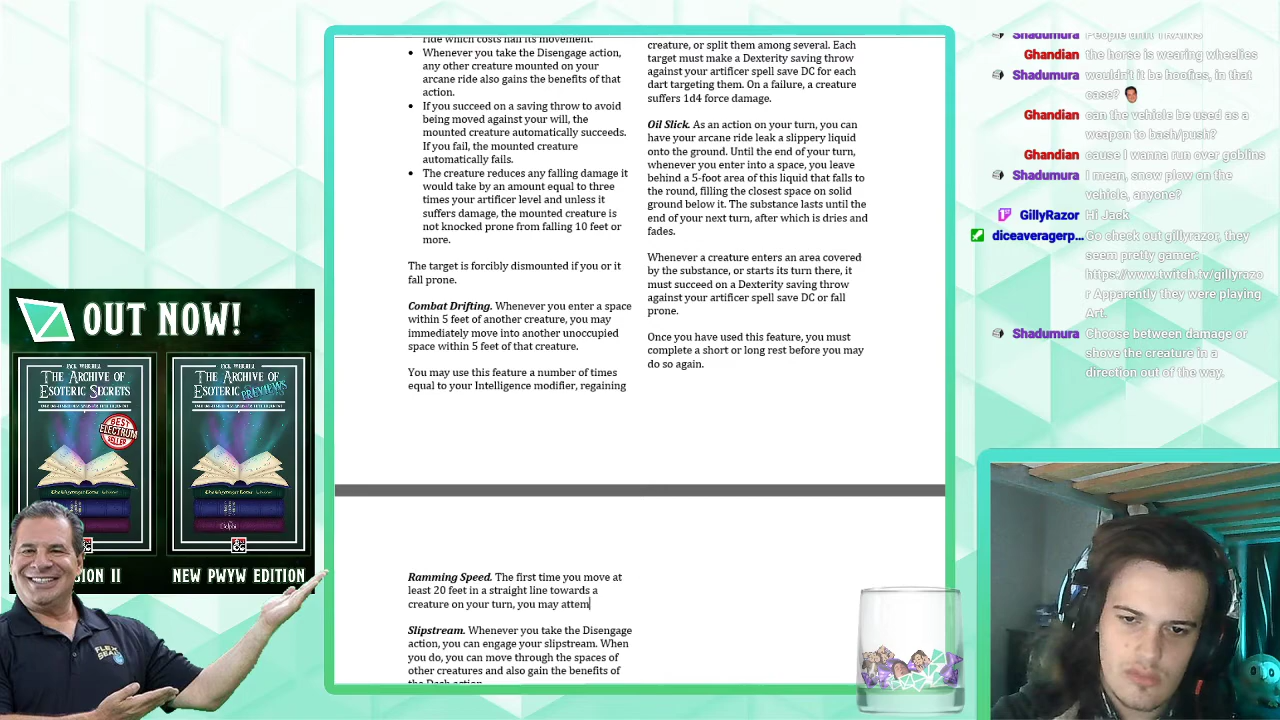 OUT NOW!
JACK WEIGHILL
THE ARCHIVE OF
ESOTERIC SECRETS
BEST
ELECTRUM
SELLER
THE ARCHIVE OF
ESOTERIC PREVIEWS
ION II
NEW PWYW EDITION
ride which costs half its movement.
• Whenever you take the Disengage action,
any other creature mounted on your
arcane ride also gains the benefits of that
action.
• If you succeed on a saving throw to avoid
being moved against your will, the
mounted creature automatically succeeds.
If you fail, the mounted creature
automatically fails.
• The creature reduces any falling damage it
would take by an amount equal to three
times your artificer level and unless it
suffers damage, the mounted creature is
not knocked prone from falling 10 feet or
more.
The target is forcibly dismounted if you or it
fall prone.
Combat Drifting. Whenever you enter a space
within 5 feet of another creature, you may
immediately move into another unoccupied
space within 5 feet of that creature.
You may use this feature a number of times
equal to your Intelligence modifier, regaining
creature, or split them among several. Each
target must make a Dexterity saving throw
against your artificer spell save DC for each
dart targeting them. On a failure, a creature
suffers 1d4 force damage.
Oil Slick. As an action on your turn, you can
have your arcane ride leak a slippery liquid
onto the ground. Until the end of your turn,
whenever you enter into a space, you leave
behind a 5-foot area of this liquid that falls to
the round, filling the closest space on solid
ground below it. The substance lasts until the
end of your next turn, after which is dries and
fades.
Whenever a creature enters an area covered
by the substance, or starts its turn there, it
must succeed on a Dexterity saving throw
against your artificer spell save DC or fall
prone.
Once you have used this feature, you must
complete a short or long rest before you may
do so again.
Ramming Speed. The first time you move at
least 20 feet in a straight line towards a
creature on your turn, you may attem
Slipstream. Whenever you take the Disengage
action, you can engage your slipstream. When
you do, you can move through the spaces of
other creatures and also gain the benefits of
the Dash action
Shadumura People drift TRAINS
Ghandian the horse is wearing wheelies
Shadumura wouldn't it be hoofies, in that
case?
Ghandian can the vehicle be used as a
weapon to bash/push?
Ghandian cause I wanna run over goblins
Shadumura I mean, snow plow on the
vehicle, anyone?
GillyRazor Hi Jack
diceaveragerp... Go check out gillyrazor, they
seem pretty gamer:
https://www.twitch.tv/gillyrazo
r Apparently they were playing
Art.
Shadumura Choose between damage or
shove the creature in a
direction out of the way.